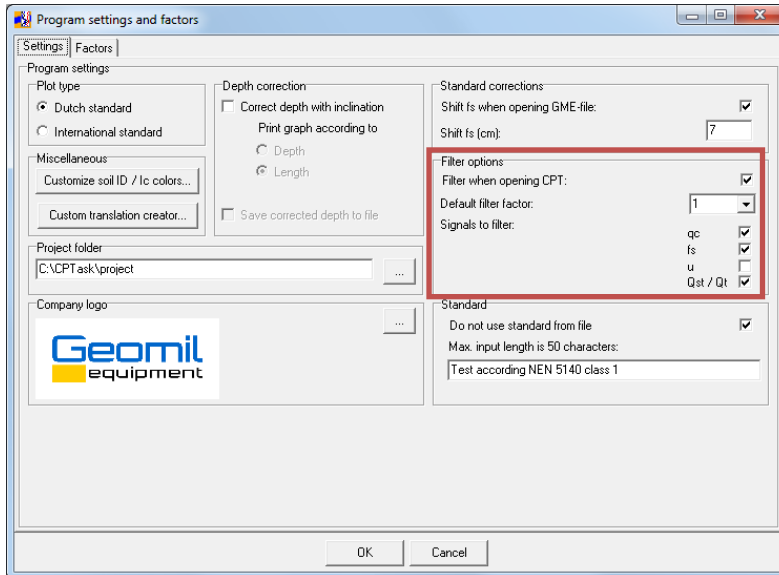 Program settings and factors
Settings
Factors
Program settings
Plot type
Dutch standard
International standard
Miscellaneous
Customize soil ID / Ic colors...
Custom translation creator...
Depth correction
Correct depth with inclination
Print graph according to
Depth
Length
Save corrected depth to file
Standard corrections
Shift fs when opening GME-file:
Shift fs (cm):
7
Filter options
Filter when opening CPT:
Default filter factor:
1
Signals to filter:
qc
fs
u
Qst / Qt
Project folder
C:\CPTask\project
...
Company logo
...
Geomil
equipment
Standard
Do not use standard from file
Max. input length is 50 characters:
Test according NEN 5140 class 1
OK
Cancel